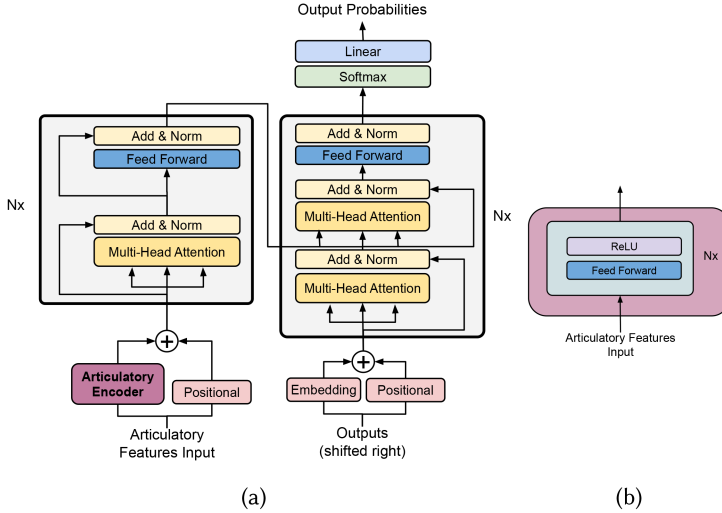 Output Probabilities
Linear
Softmax
Add & Norm
Feed Forward
Add & Norm
Multi-Head Attention
Nx
Articulatory
Encoder
Positional
Articulatory
Features Input
Add & Norm
Feed Forward
Add & Norm
Multi-Head Attention
Add & Norm
Multi-Head Attention
Nx
Embedding
Positional
Outputs
(shifted right)
(a)
ReLU
Feed Forward
Nx
Articulatory Features
Input
(b)